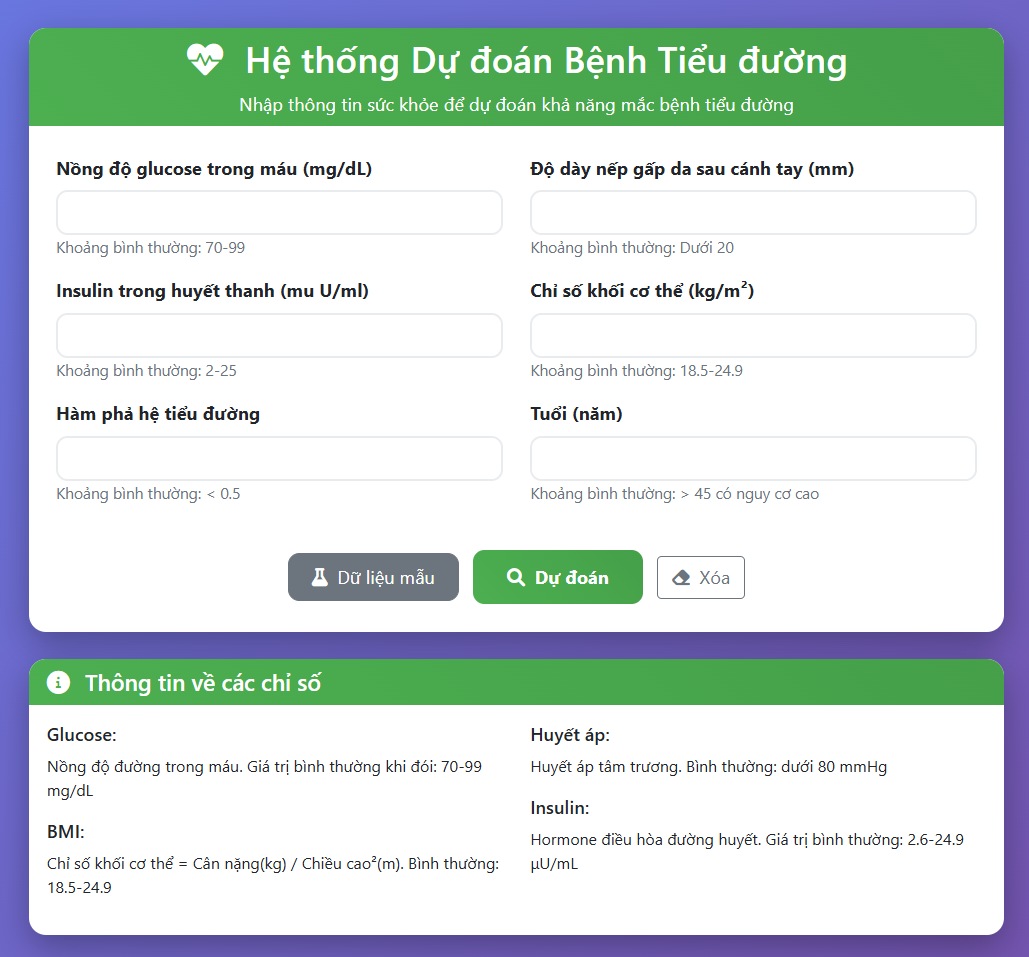 Hệ thống Dự đoán Bệnh Tiểu đường
Nhập thông tin sức khỏe để dự đoán khả năng mắc bệnh tiểu đường
Nồng độ glucose trong máu (mg/dL)
Khoảng bình thường: 70-99
Độ dày nếp gấp da sau cánh tay (mm)
Khoảng bình thường: Dưới 20
Insulin trong huyết thanh (mu U/ml)
Khoảng bình thường: 2-25
Chỉ số khối cơ thể (kg/m²)
Khoảng bình thường: 18.5-24.9
Hàm phả hệ tiểu đường
Khoảng bình thường: < 0.5
Tuổi (năm)
Khoảng bình thường: > 45 có nguy cơ cao
Dữ liệu mẫu
Dự đoán
Xóa
Thông tin về các chỉ số
Glucose:
Nồng độ đường trong máu. Giá trị bình thường khi đói: 70-99
mg/dL
BMI:
Chỉ số khối cơ thể = Cân nặng(kg) / Chiều cao²(m). Bình thường:
18.5-24.9
Huyết áp:
Huyết áp tâm trương. Bình thường: dưới 80 mmHg
Insulin:
Hormone điều hòa đường huyết. Giá trị bình thường: 2.6-24.9
µU/mL